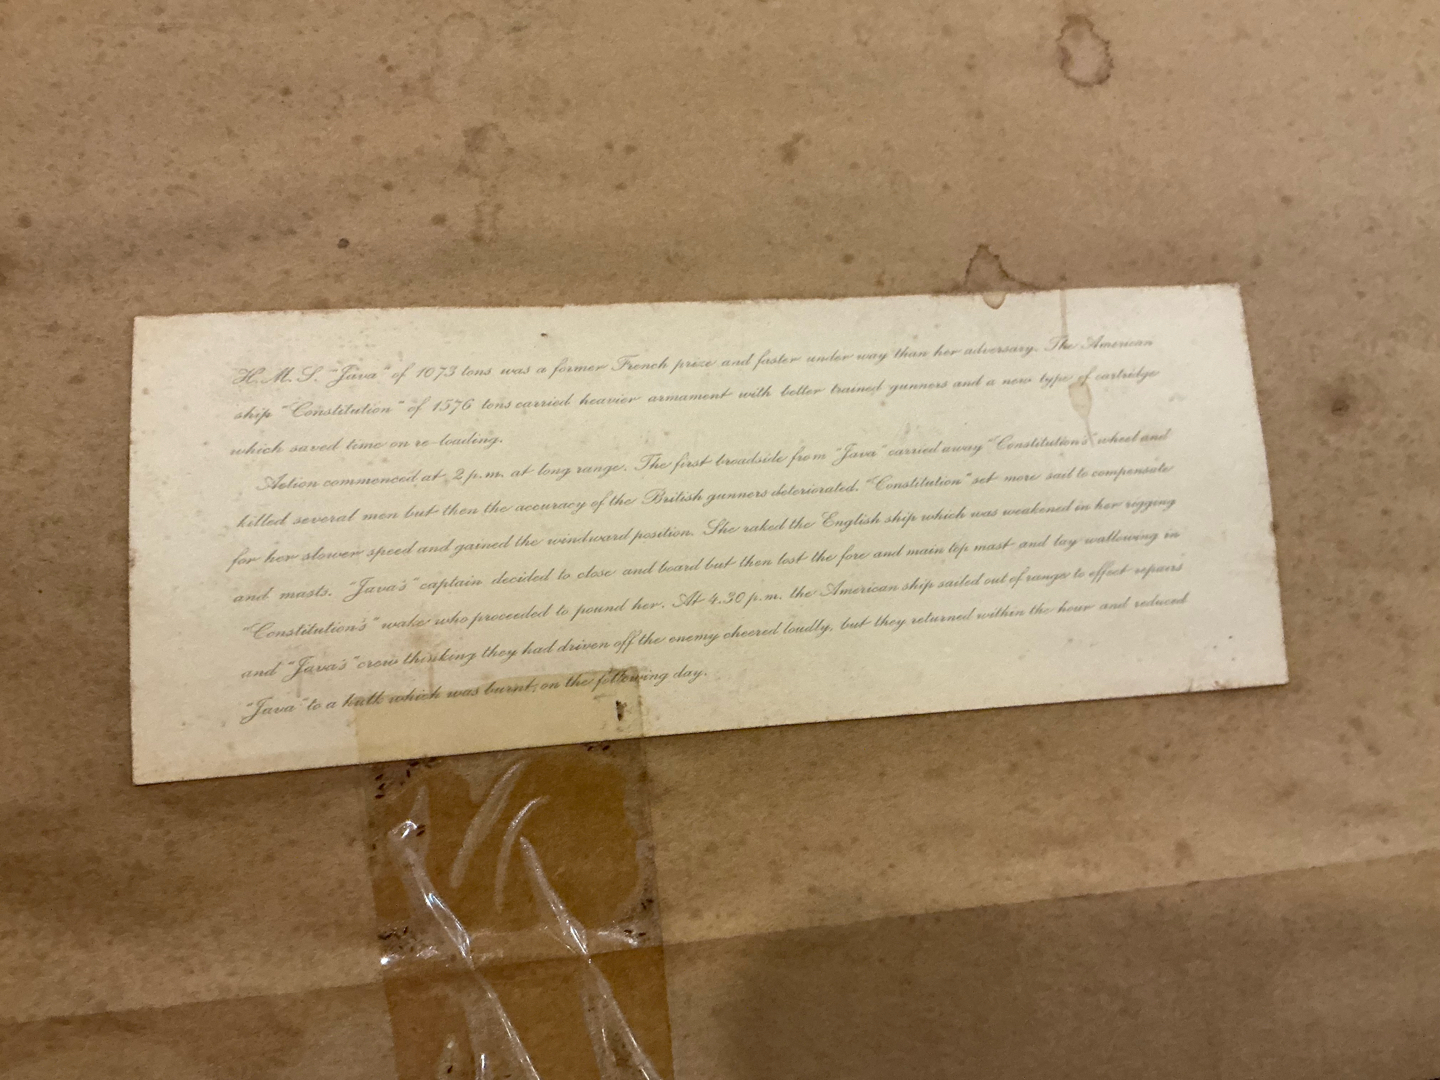 H.M.S. "Java" of 1073 tons was a former French prize and faster under way than her adversary. The American
ship "Constitution" of 1576 tons carried heavier armament with better trained gunners and a new type of cartridge
which saved time on re-loading.
Action commenced at 2 p.m. at long range. The first broadside from "Java" carried away "Constitution's" wheel and
killed several men but then the accuracy of the British gunners deteriorated. "Constitution" set more sail to compensate
for her slower speed and gained the windward position. She raked the English ship which was weakened in her rigging
and masts. "Java's" captain decided to close and board but then lost the fore and main top mast and lay wallowing in
"Constitution's" wake who proceeded to pound her. At 4.30 p.m. the American ship sailed out of range to effect repairs
and "Java's" crew thinking they had driven off the enemy cheered loudly, but they returned within the hour and reduced
"Java" to a hulk which was burnt, on the following day.